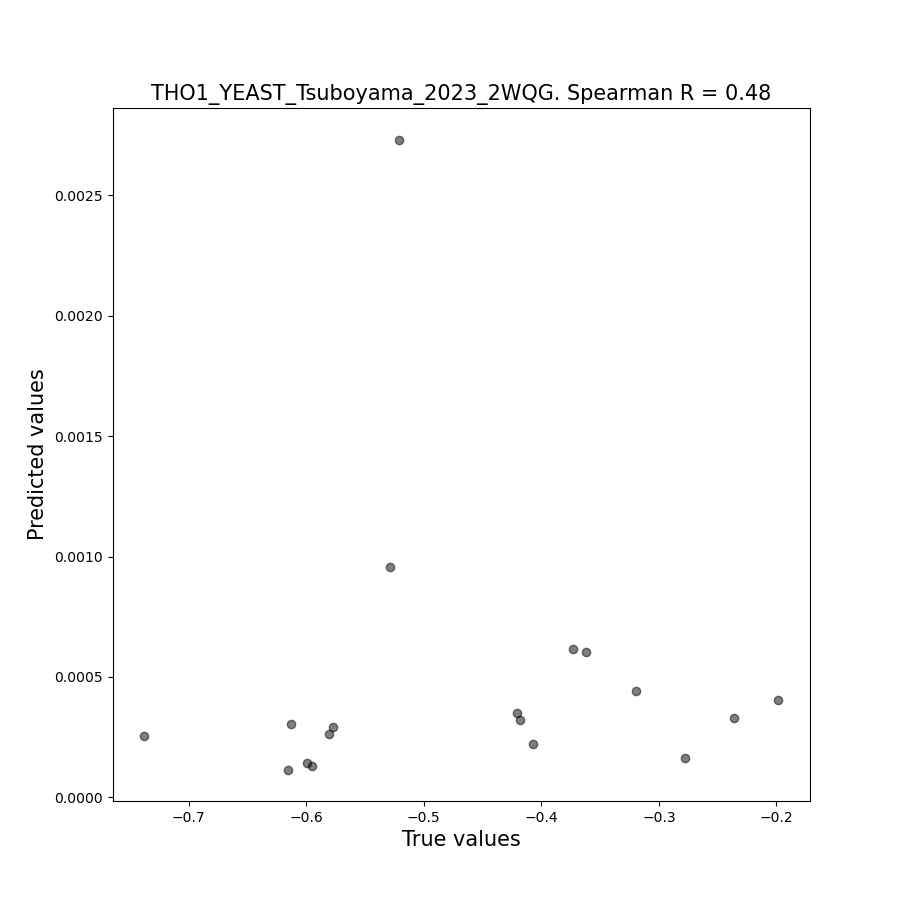 THO1_YEAST_Tsuboyama_2023_2WQG. Spearman R = 0.48
Predicted values
0.0025
0.0020
0.0015
0.0010
0.0005
0.0000
−0.7 −0.6 −0.5 −0.4 −0.3 −0.2
True values